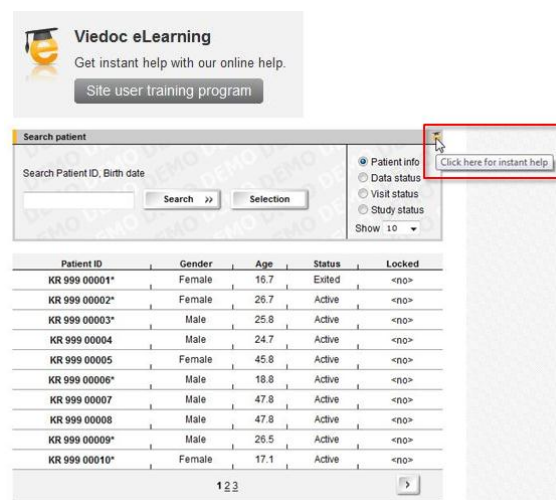 Viedoc eLearning
Get instant help with our online help.
Site user training program
Search patient
Click here for instant help
Search Patient ID, Birth date
Search »
Selection
Patient info
Data status
Visit status
Study status
Show 10
Patient ID Gender Age Status Locked
KR 999 00001* Female 16.7 Exited <no>
KR 999 00002* Female 26.7 Active <no>
KR 999 00003* Male 25.8 Active <no>
KR 999 00004 Male 24.7 Active <no>
KR 999 00005 Female 45.8 Active <no>
KR 999 00006* Male 18.8 Active <no>
KR 999 00007 Male 47.8 Active <no>
KR 999 00008 Male 47.8 Active <no>
KR 999 00009* Male 26.5 Active <no>
KR 999 00010* Female 17.1 Active <no>
1 2 3